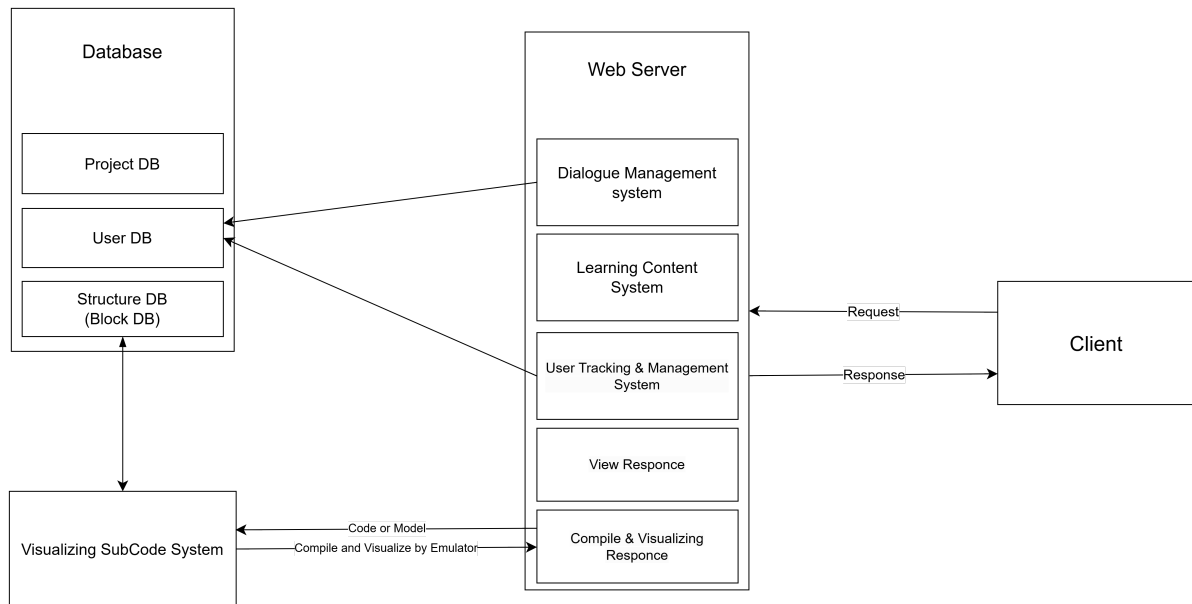 Database
Project DB
User DB
Structure DB
(Block DB)
Visualizing SubCode System
Web Server
Dialogue Management
system
Learning Content
System
User Tracking & Management
System
View Responce
Compile & Visualizing
Responce
Code or Model
Compile and Visualize by Emulator
Request
Response
Client